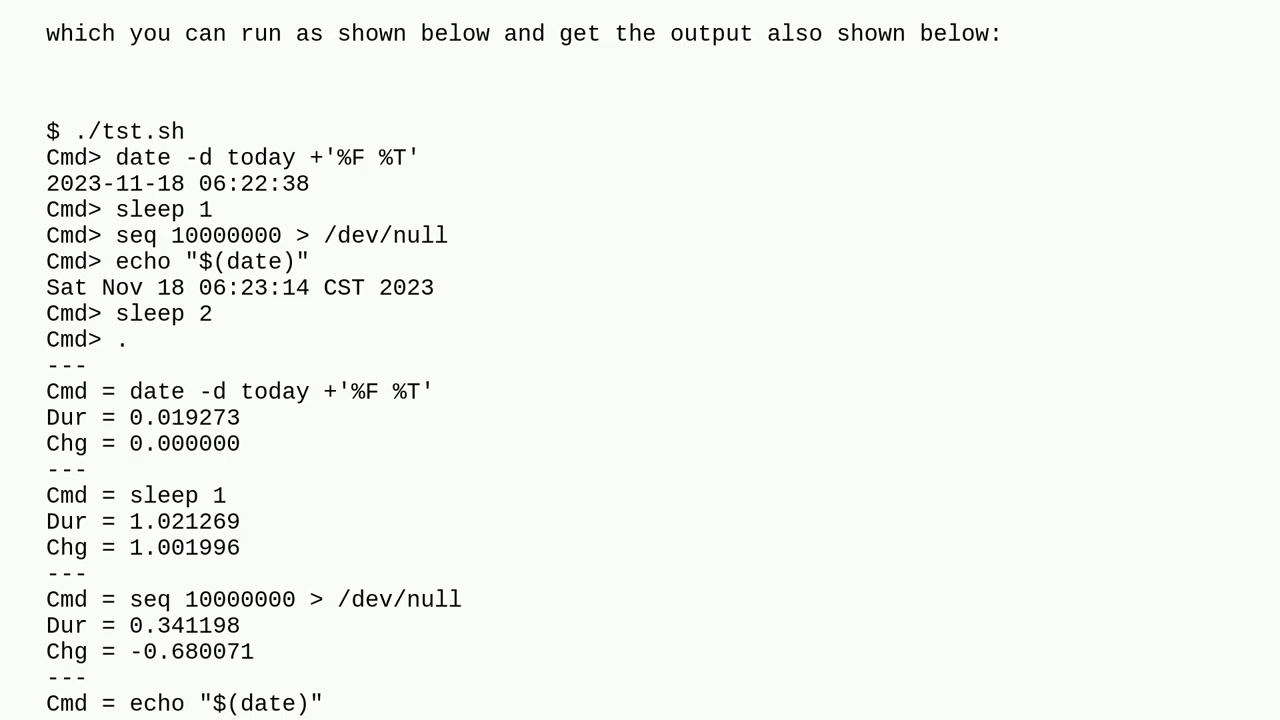 which you can run as shown below and get the output also shown below:
$ ./tst.sh
Cmd> date -d today +'%F %T'
2023-11-18 06:22:38
Cmd> sleep 1
Cmd> seq 10000000 > /dev/null
Cmd> echo "$(date)"
Sat Nov 18 06:23:14 CST 2023
Cmd> sleep 2
Cmd> .
---
Cmd = date -d today +'%F %T'
Dur = 0.019273
Chg = 0.000000
---
Cmd = sleep 1
Dur = 1.021269
Chg = 1.001996
---
Cmd = seq 10000000 > /dev/null
Dur = 0.341198
Chg = -0.680071
---
Cmd = echo "$(date)"